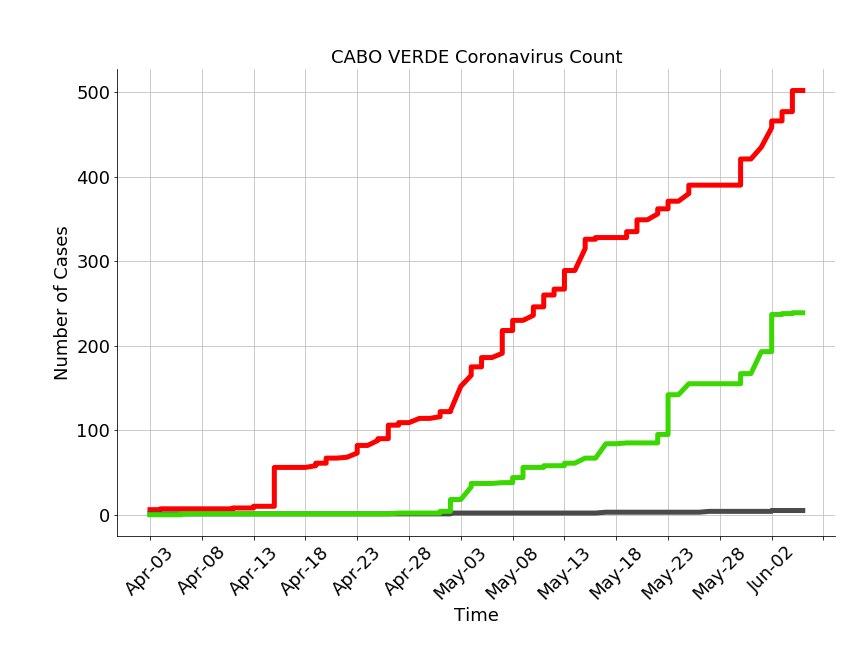 CABO VERDE Coronavirus Count
Number of Cases
500
400
300
200
100
0
Apr-03
Apr-08
Apr-13
Apr-18
Apr-23
Apr-28
May-03
May-08
May-13
May-18
May-23
May-28
Jun-02
Time